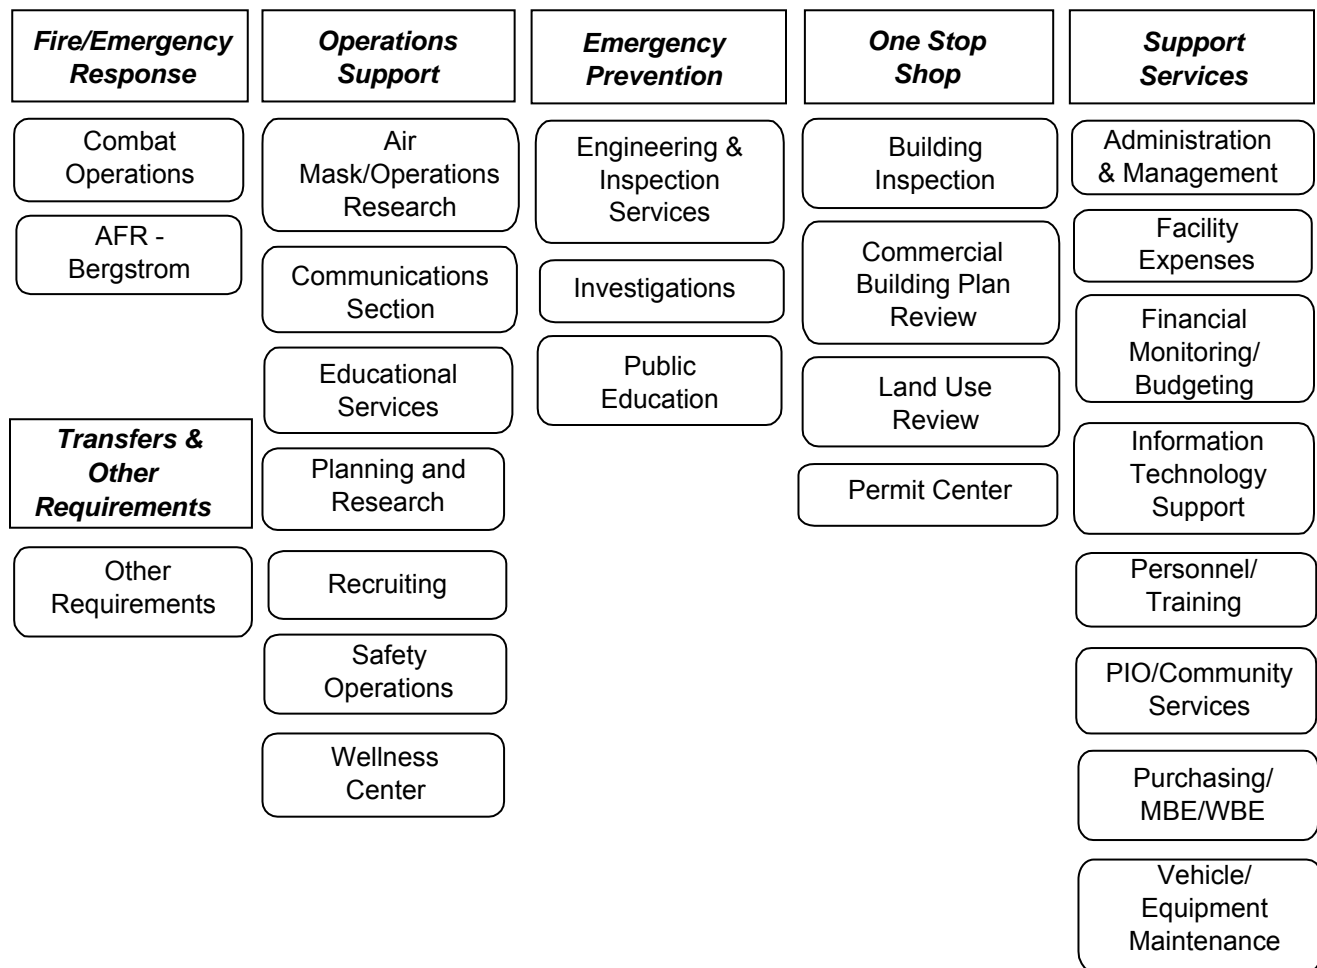 Fire/Emergency
Response
Combat
Operations
AFR -
Bergstrom
Transfers &
Other
Requirements
Other
Requirements
Operations
Support
Air
Mask/Operations
Research
Communications
Section
Educational
Services
Planning and
Research
Recruiting
Safety
Operations
Wellness
Center
Emergency
Prevention
Engineering &
Inspection
Services
Investigations
Public
Education
One Stop
Shop
Building
Inspection
Commercial
Building Plan
Review
Land Use
Review
Permit Center
Support
Services
Administration
& Management
Facility
Expenses
Financial
Monitoring/
Budgeting
Information
Technology
Support
Personnel/
Training
PIO/Community
Services
Purchasing/
MBE/WBE
Vehicle/
Equipment
Maintenance